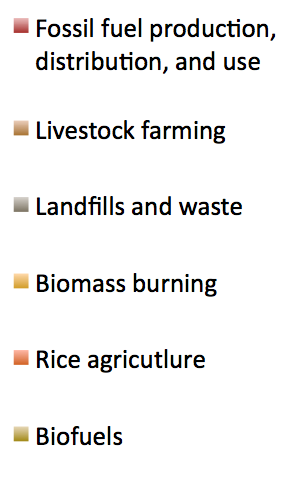 Fossil fuel production,
distribution, and use
Livestock farming
Landfills and waste
Biomass burning
Rice agricutlure
Biofuels